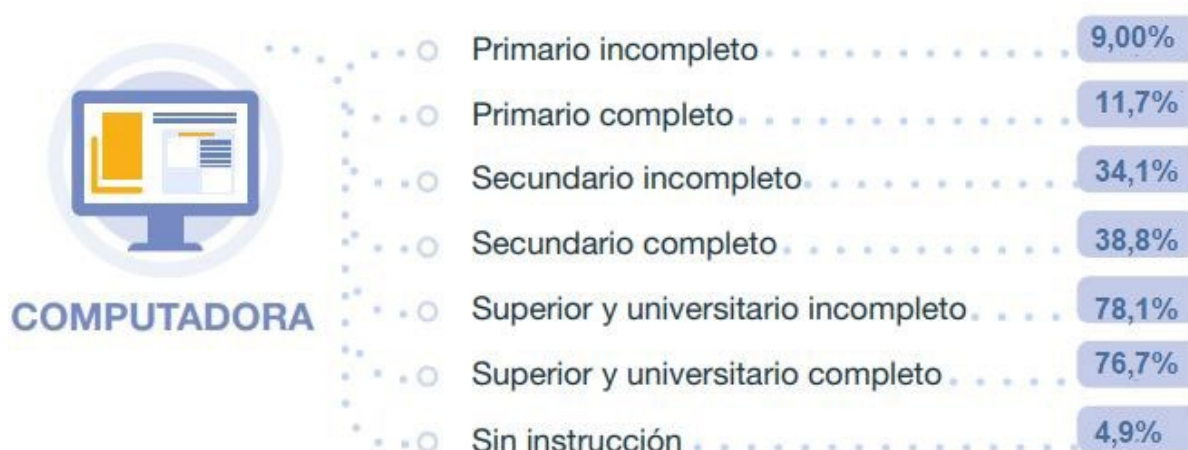 Primario incompleto 9,00%
Primario completo 11,7%
Secundario incompleto 34,1%
Secundario completo 38,8%
COMPUTADORA
Superior y universitario incompleto 78,1%
Superior y universitario completo 76,7%
Sin instrucción 4,9%